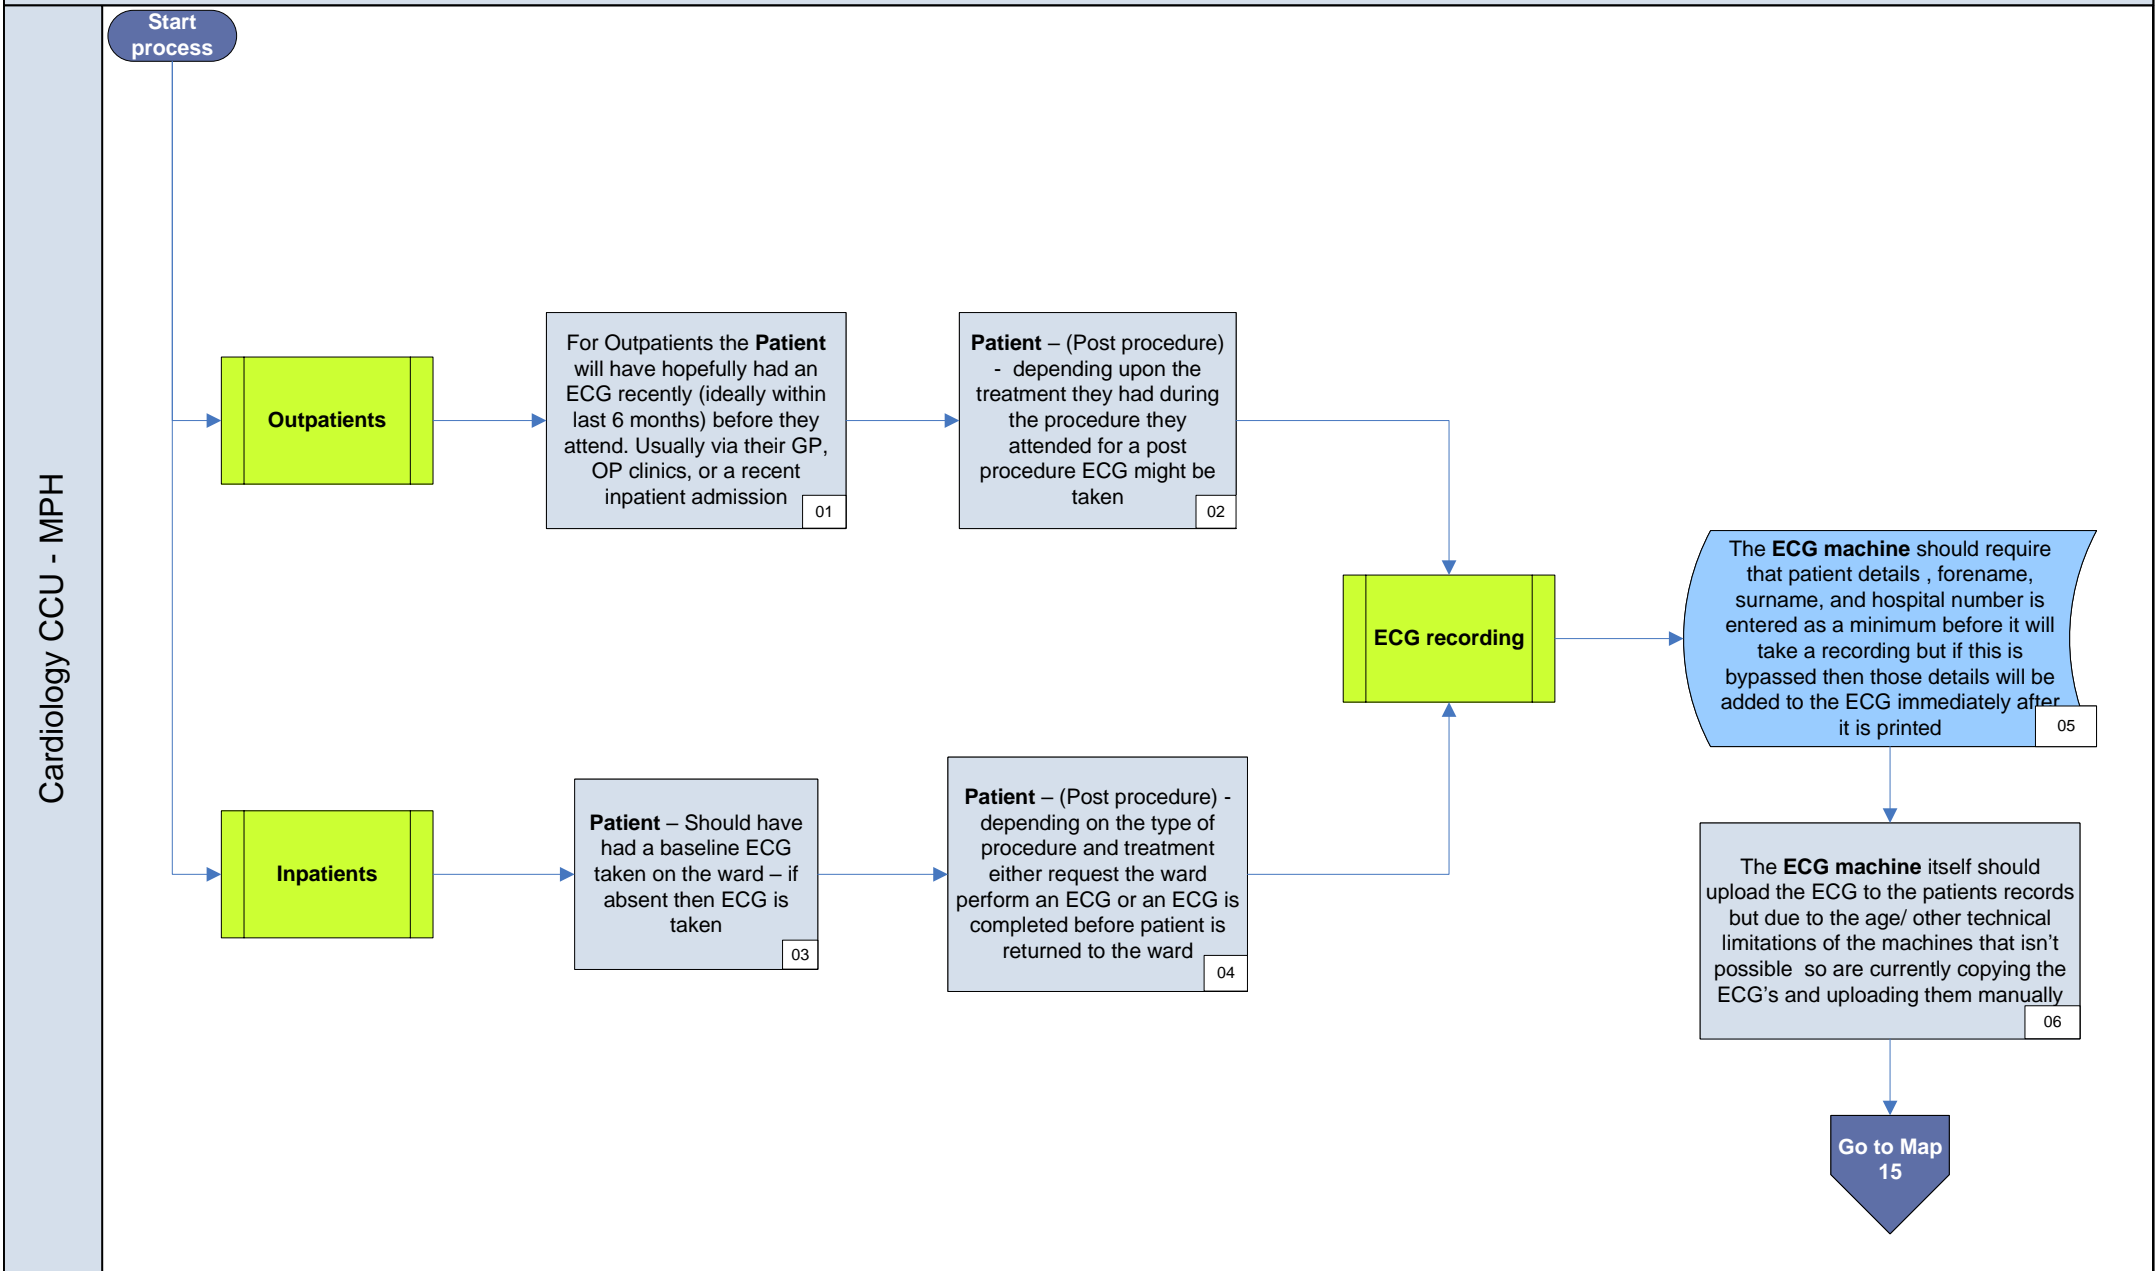 Start
process
Cardiology CCU - MPH
Outpatients
For Outpatients the Patient
will have hopefully had an
ECG recently (ideally within
last 6 months) before they
attend. Usually via their GP,
OP clinics, or a recent
inpatient admission
01
Patient – (Post procedure)
- depending upon the
treatment they had during
the procedure they
attended for a post
procedure ECG might be
taken
02
Inpatients
Patient – Should have
had a baseline ECG
taken on the ward – if
absent then ECG is
taken
03
Patient – (Post procedure) -
depending on the type of
procedure and treatment
either request the ward
perform an ECG or an ECG is
completed before patient is
returned to the ward
04
ECG recording
The ECG machine should require
that patient details , forename,
surname, and hospital number is
entered as a minimum before it will
take a recording but if this is
bypassed then those details will be
added to the ECG immediately after
it is printed
05
The ECG machine itself should
upload the ECG to the patients records
but due to the age/ other technical
limitations of the machines that isn’t
possible so are currently copying the
ECG’s and uploading them manually
06
Go to Map
15